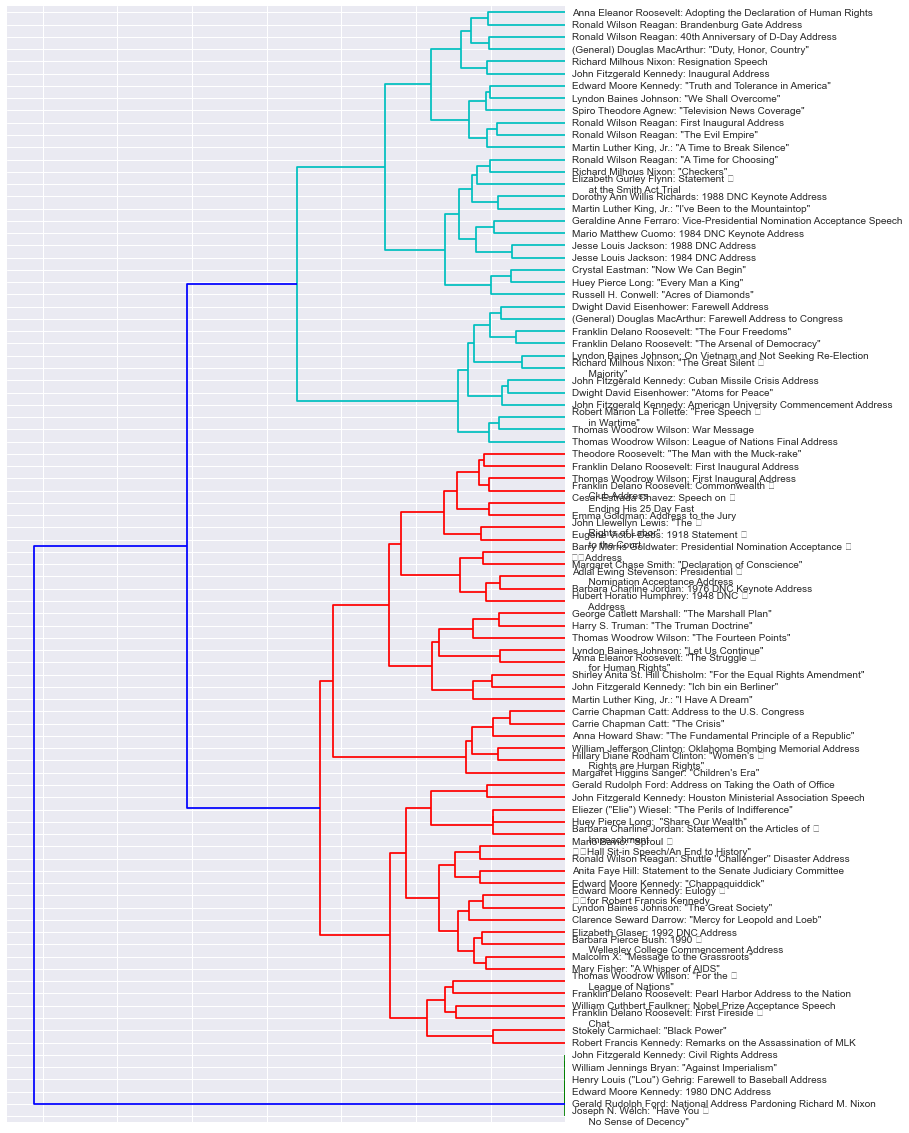 Anna Eleanor Roosevelt: Adopting the Declaration of Human Rights
Ronald Wilson Reagan: Brandenburg Gate Address
Ronald Wilson Reagan: 40th Anniversary of D-Day Address
(General) Douglas MacArthur: "Duty, Honor, Country"
Richard Milhous Nixon: Resignation Speech
John Fitzgerald Kennedy: Inaugural Address
Edward Moore Kennedy: "Truth and Tolerance in America"
Lyndon Baines Johnson: "We Shall Overcome"
Spiro Theodore Agnew: "Television News Coverage"
Ronald Wilson Reagan: First Inaugural Address
Ronald Wilson Reagan: "The Evil Empire"
Martin Luther King, Jr.: "A Time to Break Silence"
Ronald Wilson Reagan: "A Time for Choosing"
Richard Milhous Nixon: "Checkers"
Elizabeth Gurley Flynn: Statement
at the Smith Act Trial
Dorothy Ann Willis Richards: 1988 DNC Keynote Address
Martin Luther King, Jr.: "I've Been to the Mountaintop"
Geraldine Anne Ferraro: Vice-Presidential Nomination Acceptance Speech
Mario Matthew Cuomo: 1984 DNC Keynote Address
Jesse Louis Jackson: 1988 DNC Address
Jesse Louis Jackson: 1984 DNC Address
Crystal Eastman: "Now We Can Begin"
Huey Pierce Long: "Every Man a King"
Russell H. Conwell: "Acres of Diamonds"
Dwight David Eisenhower: Farewell Address
(General) Douglas MacArthur: Farewell Address to Congress
Franklin Delano Roosevelt: "The Four Freedoms"
Franklin Delano Roosevelt: "The Arsenal of Democracy"
Lyndon Baines Johnson: On Vietnam and Not Seeking Re-Election
Richard Milhous Nixon: "The Great Silent
Majority"
John Fitzgerald Kennedy: Cuban Missile Crisis Address
Dwight David Eisenhower: "Atoms for Peace"
John Fitzgerald Kennedy: American University Commencement Address
Robert Marion La Follette: "Free Speech
in Wartime"
Thomas Woodrow Wilson: War Message
Thomas Woodrow Wilson: League of Nations Final Address
Theodore Roosevelt: "The Man with the Muck-rake"
Franklin Delano Roosevelt: First Inaugural Address
Thomas Woodrow Wilson: First Inaugural Address
Franklin Delano Roosevelt: Commonwealth
Club Address
Cesar Estrada Chavez: Speech on
Ending His 25 Day Fast
Emma Goldman: Address to the Jury
John Llewellyn Lewis: "The
Rights of Labor"
Eugene Victor Debs: 1918 Statement
to the Court
Barry Morris Goldwater: Presidential Nomination Acceptance
Address
Margaret Chase Smith: "Declaration of Conscience"
Adlai Ewing Stevenson: Presidential
Nomination Acceptance Address
Barbara Charline Jordan: 1976 DNC Keynote Address
Hubert Horatio Humphrey: 1948 DNC
Address
George Catlett Marshall: "The Marshall Plan"
Harry S. Truman: "The Truman Doctrine"
Thomas Woodrow Wilson: "The Fourteen Points"
Lyndon Baines Johnson: "Let Us Continue"
Anna Eleanor Roosevelt: "The Struggle
for Human Rights"
Shirley Anita St. Hill Chisholm: "For the Equal Rights Amendment"
John Fitzgerald Kennedy: "Ich bin ein Berliner"
Martin Luther King, Jr.: "I Have A Dream"
Carrie Chapman Catt: Address to the U.S. Congress
Carrie Chapman Catt: "The Crisis"
Anna Howard Shaw: "The Fundamental Principle of a Republic"
William Jefferson Clinton: Oklahoma Bombing Memorial Address
Hillary Diane Rodham Clinton: "Women's
Rights are Human Rights"
Margaret Higgins Sanger: "Children's Era"
Gerald Rudolph Ford: Address on Taking the Oath of Office
John Fitzgerald Kennedy: Houston Ministerial Association Speech
Eliezer ("Elie") Wiesel: "The Perils of Indifference"
Huey Pierce Long: "Share Our Wealth"
Barbara Charline Jordan: Statement on the Articles of
Impeachment
Mario Savio: "Sproul
Hall Sit-in Speech/An End to History"
Ronald Wilson Reagan: Shuttle "Challenger" Disaster Address
Anita Faye Hill: Statement to the Senate Judiciary Committee
Edward Moore Kennedy: "Chappaquiddick"
Edward Moore Kennedy: Eulogy
for Robert Francis Kennedy
Lyndon Baines Johnson: "The Great Society"
Clarence Seward Darrow: "Mercy for Leopold and Loeb"
Elizabeth Glaser: 1992 DNC Address
Barbara Pierce Bush: 1990
Wellesley College Commencement Address
Malcolm X: "Message to the Grassroots"
Mary Fisher: "A Whisper of AIDS"
Thomas Woodrow Wilson: "For the
League of Nations"
Franklin Delano Roosevelt: Pearl Harbor Address to the Nation
William Cuthbert Faulkner: Nobel Prize Acceptance Speech
Franklin Delano Roosevelt: First Fireside
Chat
Stokely Carmichael: "Black Power"
Robert Francis Kennedy: Remarks on the Assassination of MLK
John Fitzgerald Kennedy: Civil Rights Address
William Jennings Bryan: "Against Imperialism"
Henry Louis ("Lou") Gehrig: Farewell to Baseball Address
Edward Moore Kennedy: 1980 DNC Address
Gerald Rudolph Ford: National Address Pardoning Richard M. Nixon
Joseph N. Welch: "Have You
No Sense of Decency"